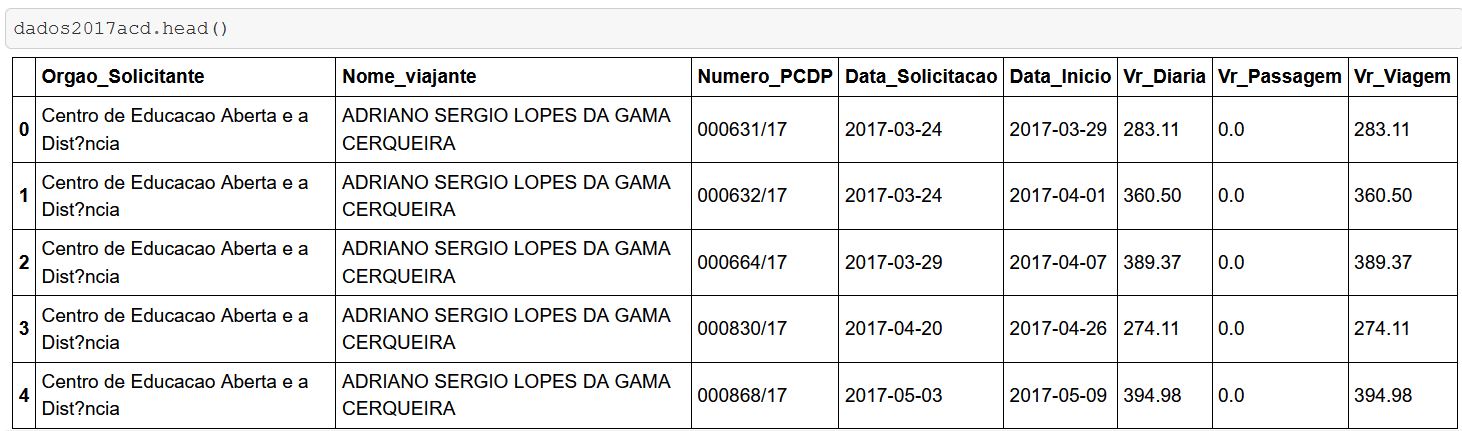 dados2017acd.head()
Orgao_Solicitante Nome_viajante Numero_PCDP Data_Solicitacao Data_Inicio Vr_Diaria Vr_Passagem Vr_Viagem
0 Centro de Educacao Aberta e a Dist?ncia ADRIANO SERGIO LOPES DA GAMA CERQUEIRA 000631/17 2017-03-24 2017-03-29 283.11 0.0 283.11
1 Centro de Educacao Aberta e a Dist?ncia ADRIANO SERGIO LOPES DA GAMA CERQUEIRA 000632/17 2017-03-24 2017-04-01 360.50 0.0 360.50
2 Centro de Educacao Aberta e a Dist?ncia ADRIANO SERGIO LOPES DA GAMA CERQUEIRA 000664/17 2017-03-29 2017-04-07 389.37 0.0 389.37
3 Centro de Educacao Aberta e a Dist?ncia ADRIANO SERGIO LOPES DA GAMA CERQUEIRA 000830/17 2017-04-20 2017-04-26 274.11 0.0 274.11
4 Centro de Educacao Aberta e a Dist?ncia ADRIANO SERGIO LOPES DA GAMA CERQUEIRA 000868/17 2017-05-03 2017-05-09 394.98 0.0 394.98